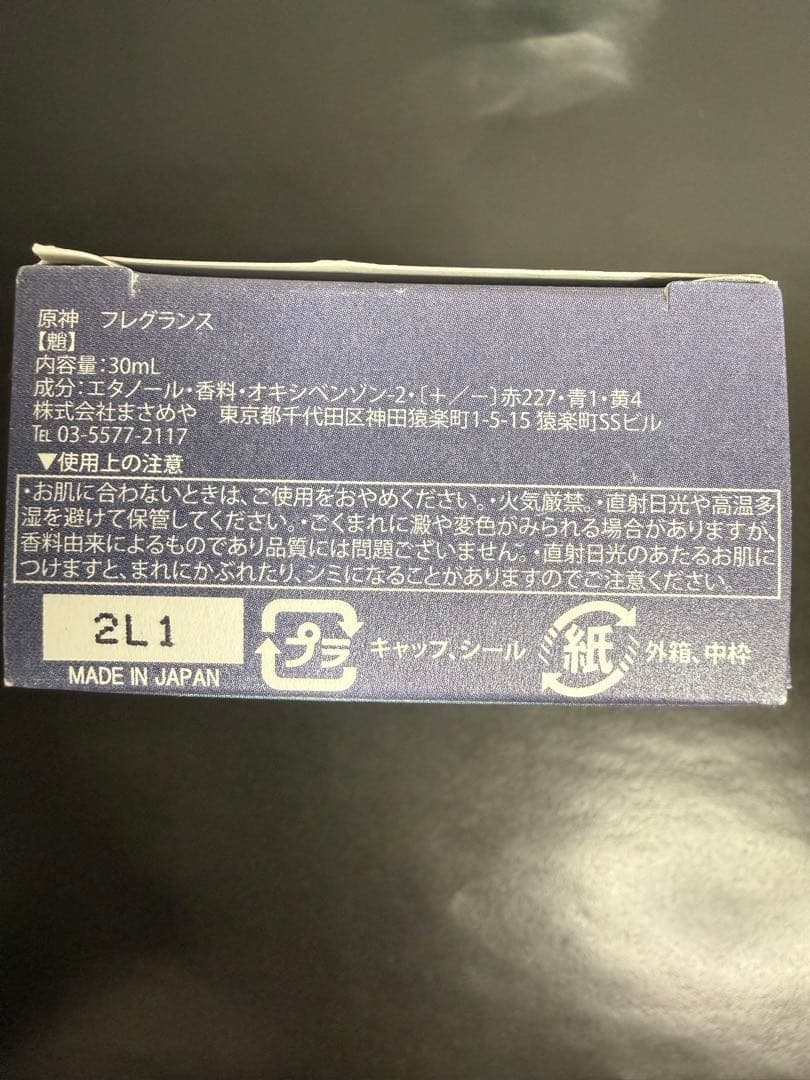 原神　フレグランス
【魈】
内容量：30mL
成分：エタノール・香料・オキシベンゾン-2・〔＋／－〕赤227・青1・黄4
株式会社まさめや　東京都千代田区神田猿楽町1-5-15 猿楽町SSビル
℡ 03-5577-2117
▼使用上の注意
・お肌に合わないときは、ご使用をおやめください。・火気厳禁。・直射日光や高温多
湿を避けて保管してください。・ごくまれに澱や変色がみられる場合がありますが、
香料由来によるものであり品質には問題ございません。・直射日光のあたるお肌に
つけますと、まれにかぶれたり、シミになることがありますのでご注意ください。
2L1
MADE IN JAPAN
プラ
キャップ、シール
紙
外箱、中枠